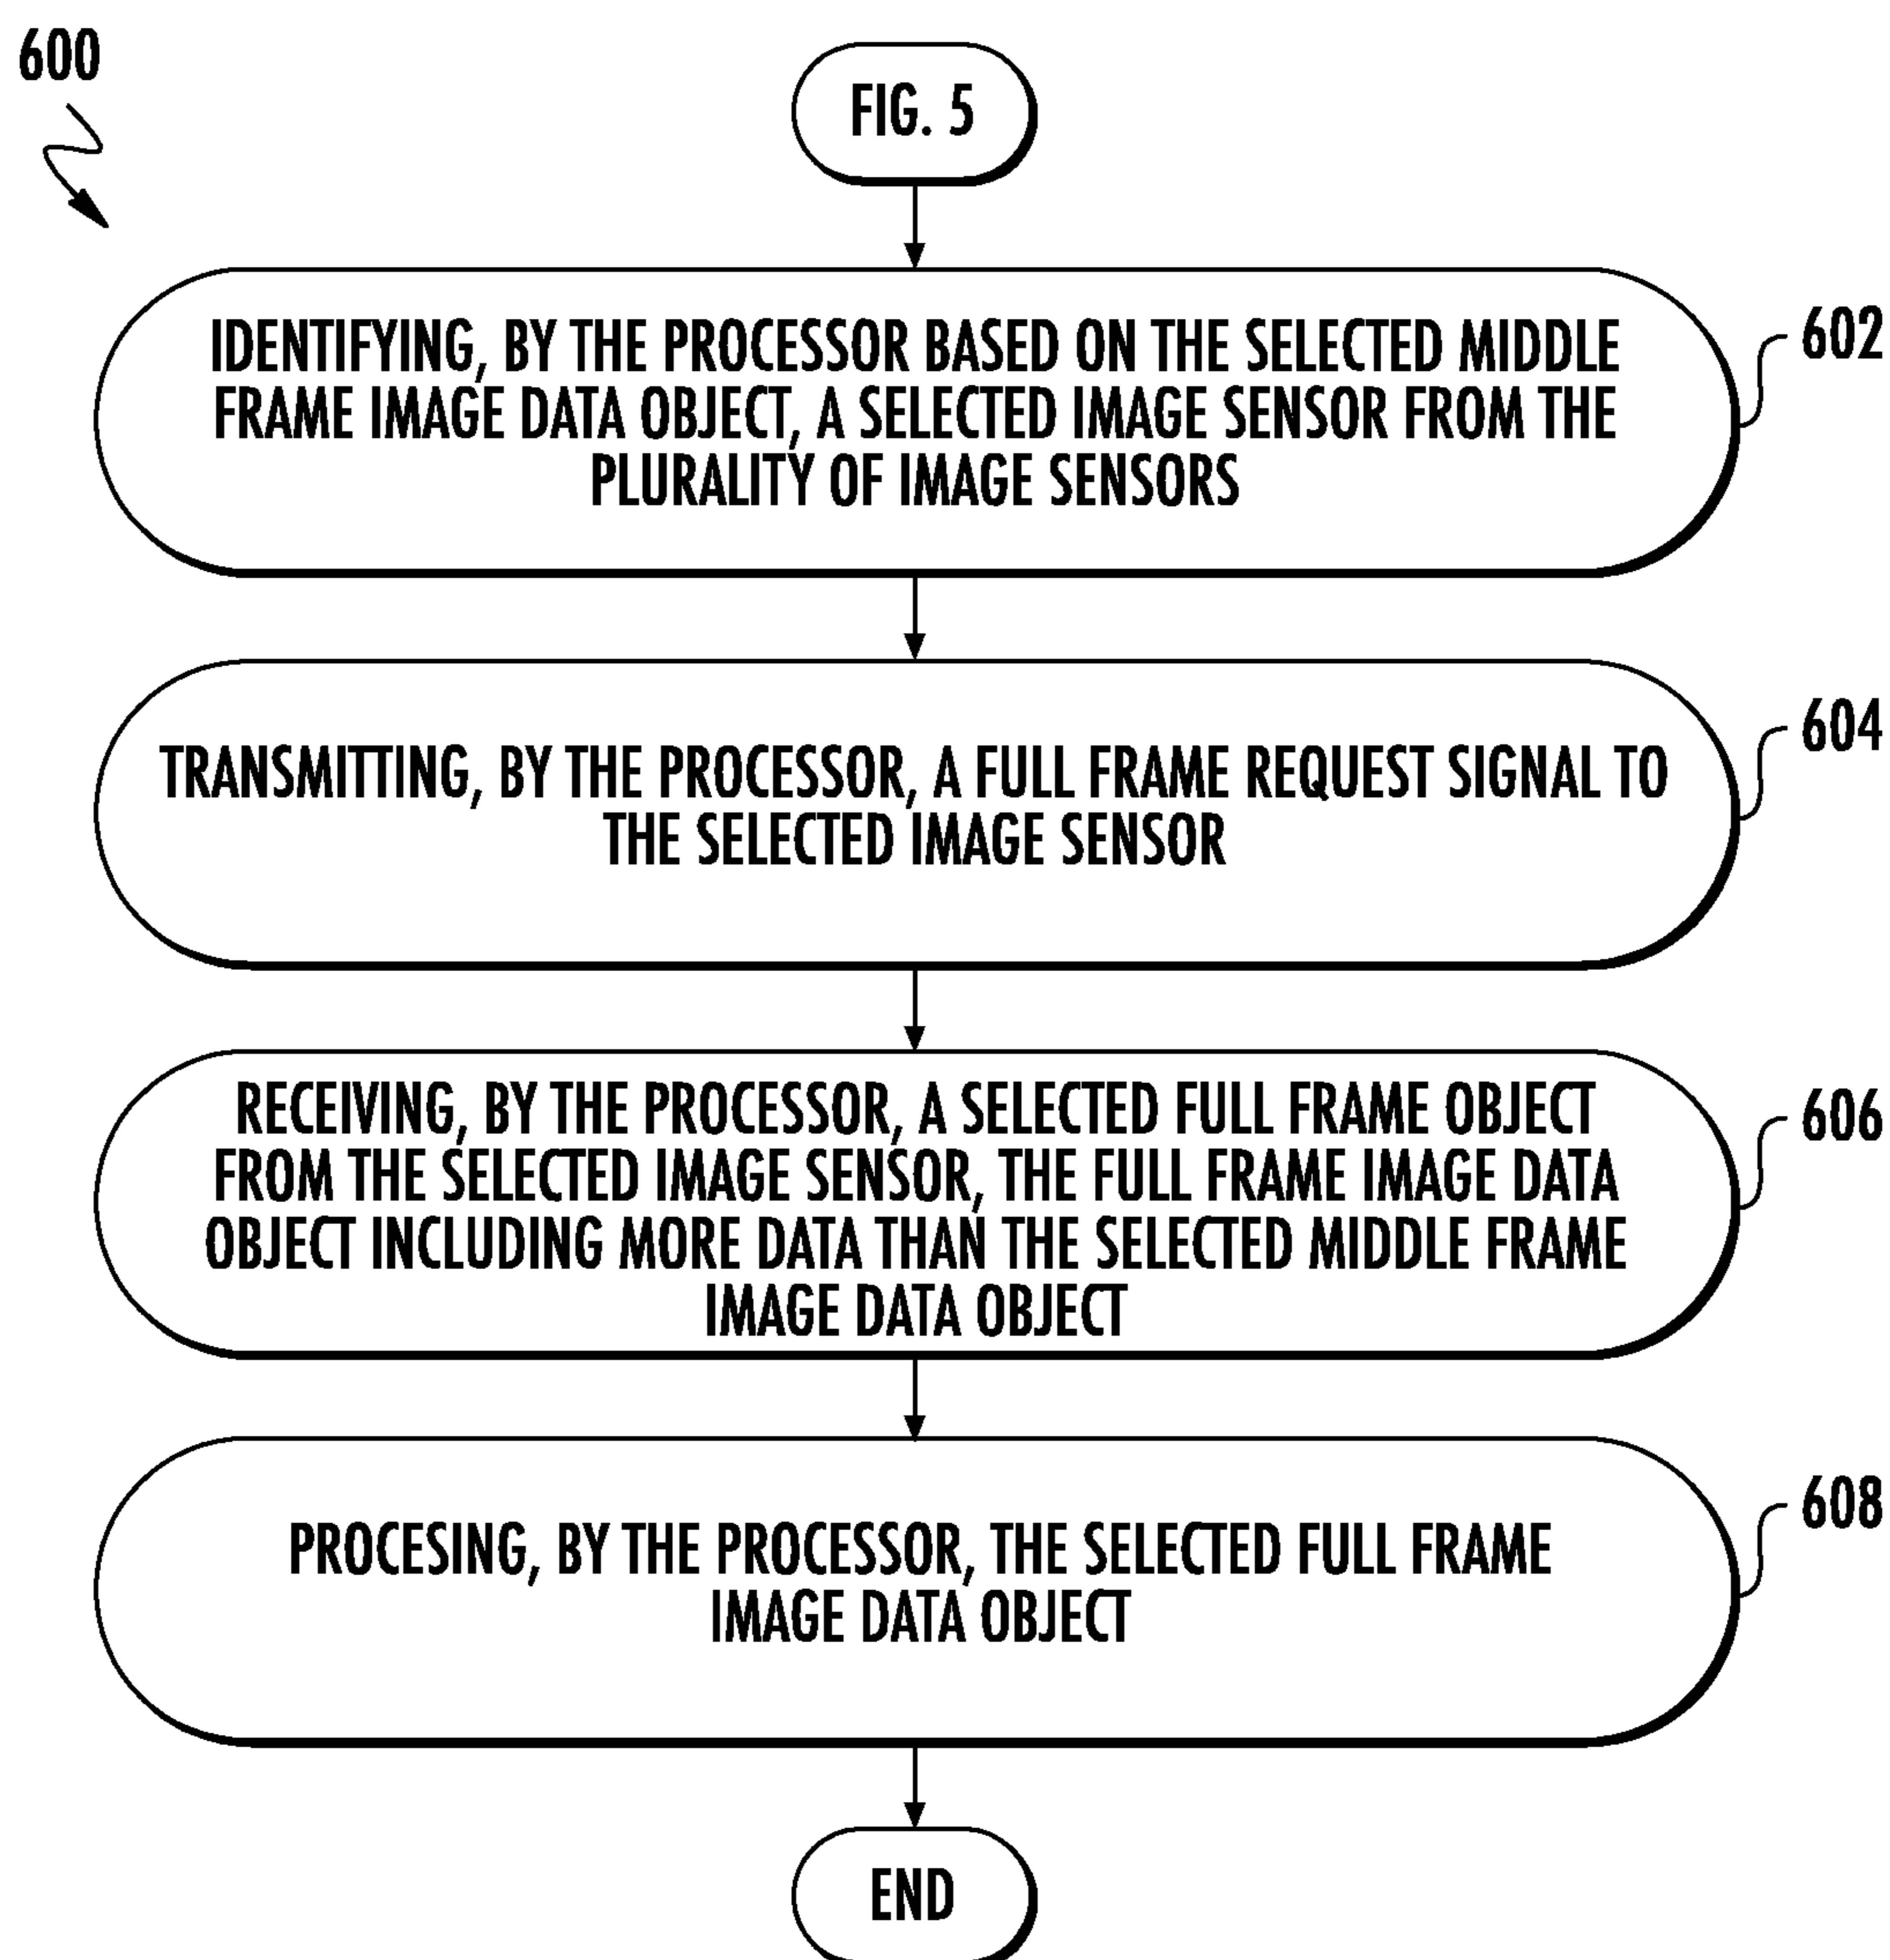 600
FIG. 5
IDENTIFYING, BY THE PROCESSOR BASED ON THE SELECTED MIDDLE
FRAME IMAGE DATA OBJECT, A SELECTED IMAGE SENSOR FROM THE
PLURALITY OF IMAGE SENSORS
602
TRANSMITTING, BY THE PROCESSOR, A FULL FRAME REQUEST SIGNAL TO
THE SELECTED IMAGE SENSOR
604
RECEIVING, BY THE PROCESSOR, A SELECTED FULL FRAME OBJECT
FROM THE SELECTED IMAGE SENSOR, THE FULL FRAME IMAGE DATA
OBJECT INCLUDING MORE DATA THAN THE SELECTED MIDDLE FRAME
IMAGE DATA OBJECT
606
PROCESING, BY THE PROCESSOR, THE SELECTED FULL FRAME
IMAGE DATA OBJECT
608
END